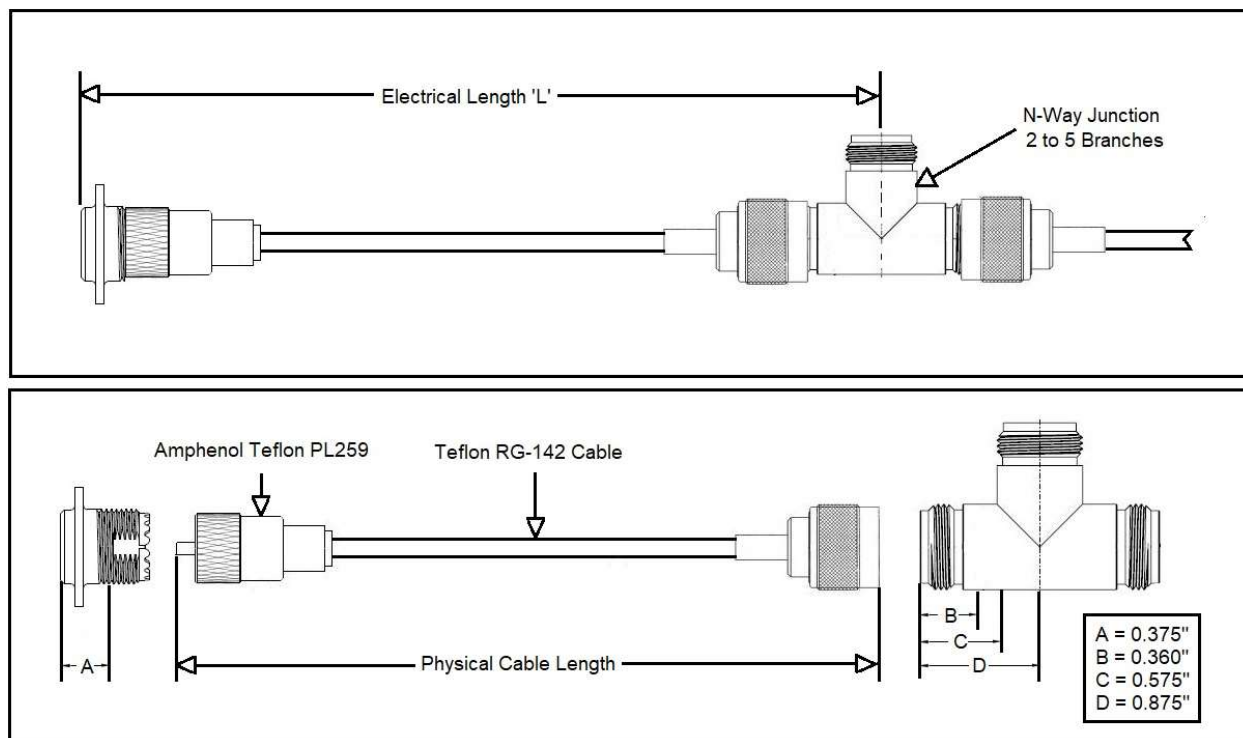 Electrical Length 'L'
N-Way Junction
2 to 5 Branches
Amphenol Teflon PL259
Teflon RG-142 Cable
A
Physical Cable Length
B
C
D
A = 0.375"
B = 0.360"
C = 0.575"
D = 0.875"